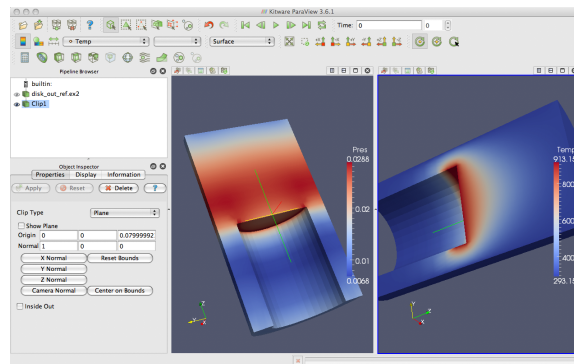 Kitware ParaView 3.6.1
Time: 0 0
Temp Surface
Pipeline Browser
builtin:
disk_out_ref.ex2
Clip1
Object Inspector
Properties Display Information
Apply Reset Delete ?
Clip Type Plane
Show Plane
Origin 0 0 0.07999992
Normal 1 0 0
X Normal Reset Bounds
Y Normal
Z Normal
Camera Normal Center on Bounds
Inside Out
Pres
0.0288
0.02
0.01
0.0068
Temp
913.15
800
600
400
293.15